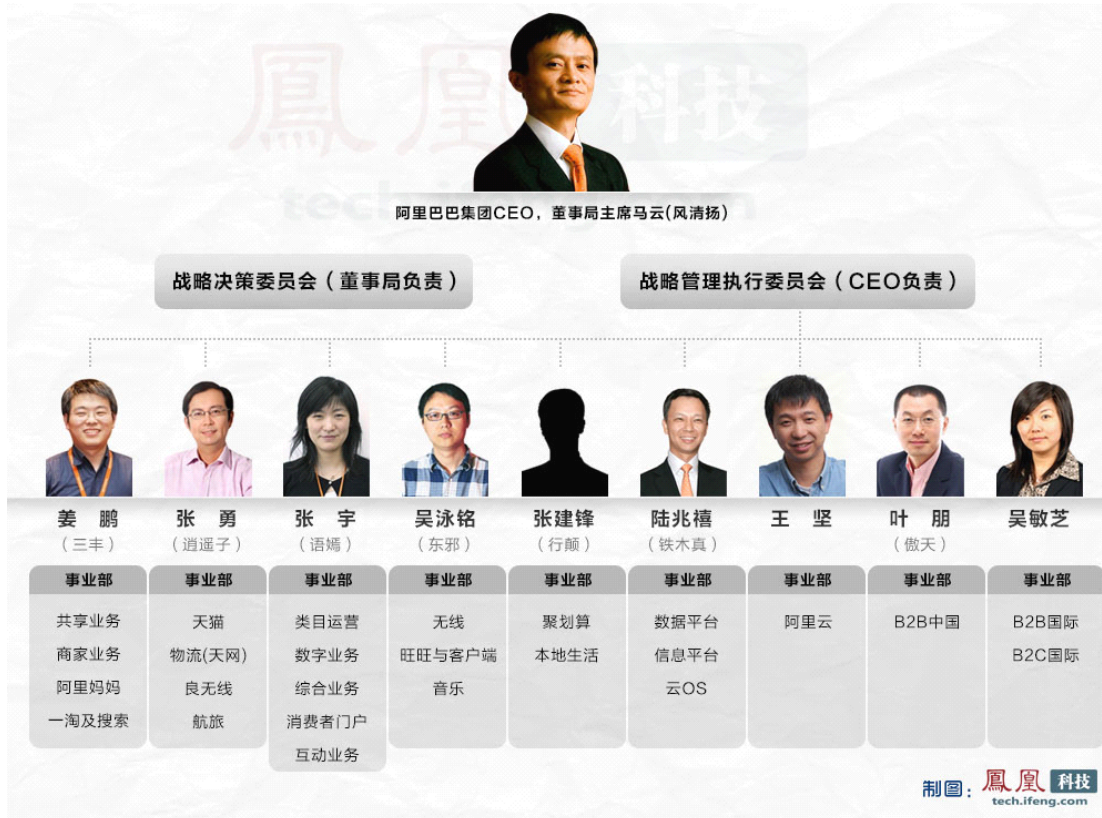 鳳凰科技
tech.ifeng.com
阿里巴巴集团CEO，董事局主席马云(风清扬)
战略决策委员会（董事局负责）
战略管理执行委员会（CEO负责）
姜 鹏
（三丰）
张 勇
（逍遥子）
张 宇
（语嫣）
吴泳铭
（东邪）
张建锋
（行颠）
陆兆禧
（铁木真）
王 坚
叶 朋
（傲天）
吴敏芝
事业部
共享业务
商家业务
阿里妈妈
一淘及搜索
事业部
天猫
物流(天网)
良无线
航旅
事业部
类目运营
数字业务
综合业务
消费者门户
互动业务
事业部
无线
旺旺与客户端
音乐
事业部
聚划算
本地生活
事业部
数据平台
信息平台
云OS
事业部
阿里云
事业部
B2B中国
事业部
B2B国际
B2C国际
制图：鳳凰科技
tech.ifeng.com